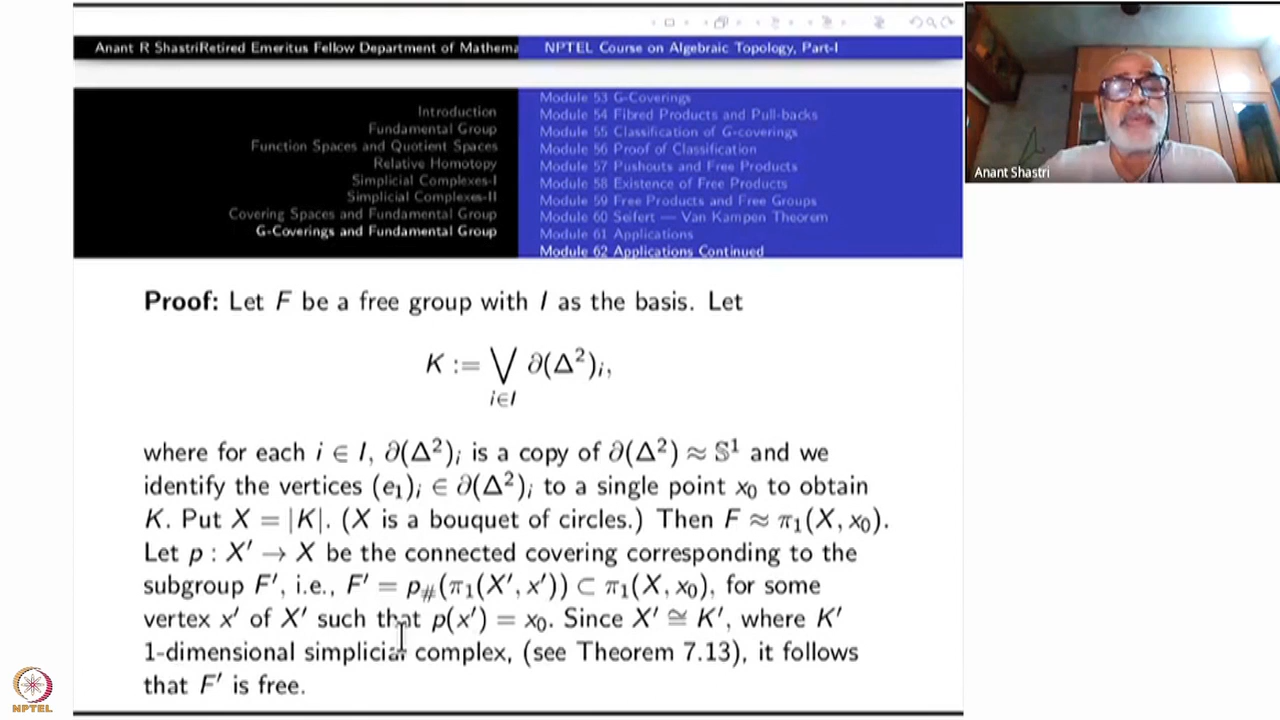 Anant R ShastriRetired Emeritus Fellow Department of Mathema
NPTEL Course on Algebraic Topology, Part-I
Introduction
Fundamental Group
Function Spaces and Quotient Spaces
Relative Homotopy
Simplicial Complexes-I
Simplicial Complexes-II
Covering Spaces and Fundamental Group
G-Coverings and Fundamental Group
Module 53 G-Coverings
Module 54 Fibred Products and Pull-backs
Module 55 Classification of G-coverings
Module 56 Proof of Classification
Module 57 Pushouts and Free Products
Module 58 Existence of Free Products
Module 59 Free Products and Free Groups
Module 60 Seifert — Van Kampen Theorem
Module 61 Applications
Module 62 Applications Continued
Anant Shastri
Proof: Let F be a free group with I as the basis. Let
K := ⋁_{i∈I} ∂(Δ²)ᵢ,
where for each i ∈ I, ∂(Δ²)ᵢ is a copy of ∂(Δ²) ≈ 𝕊¹ and we
identify the vertices (e₁)ᵢ ∈ ∂(Δ²)ᵢ to a single point x₀ to obtain
K. Put X = |K|. (X is a bouquet of circles.) Then F ≈ π₁(X, x₀).
Let p : X′ → X be the connected covering corresponding to the
subgroup F′, i.e., F′ = p_#(π₁(X′, x′)) ⊂ π₁(X, x₀), for some
vertex x′ of X′ such that p(x′) = x₀. Since X′ ≅ K′, where K′
1-dimensional simplicial complex, (see Theorem 7.13), it follows
that F′ is free.
NPTEL